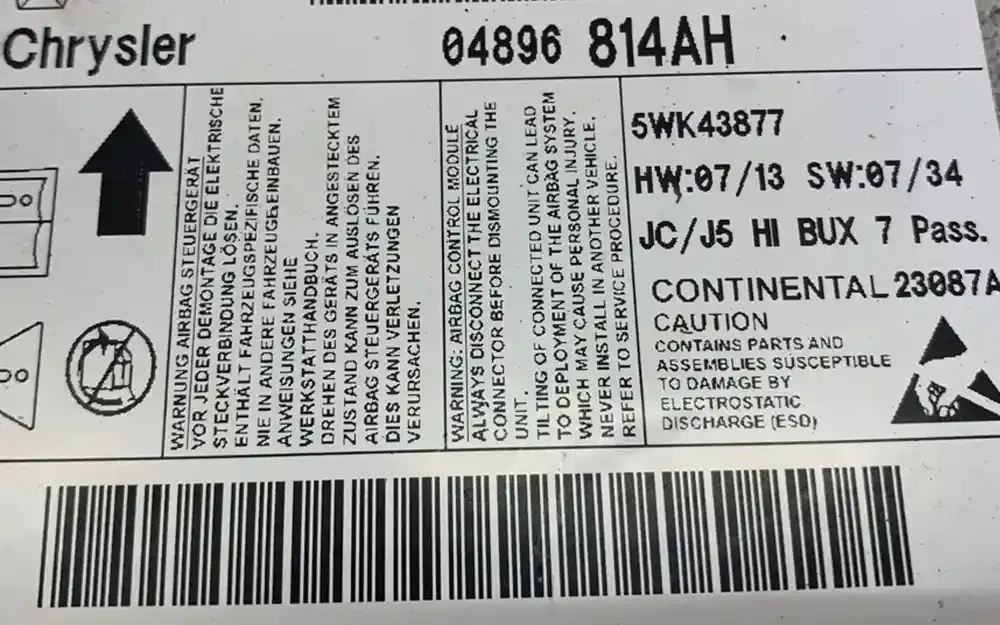 Chrysler
04896 814AH
WARNUNG AIRBAG STEUERGERÄT
VOR JEDER DEMONTAGE DIE ELEKTRISCHE
STECKVERBINDUNG LÖSEN.
ENTHÄLT FAHRZEUGSPEZIFISCHE DATEN.
NIE IN ANDERE FAHRZEUGE EINBAUEN.
ANWEISUNGEN SIEHE
WERKSTATTHANDBUCH.
DREHEN DES GERÄTS IN ANGESTECKTEM
ZUSTAND KANN ZUM AUSLÖSEN DES
AIRBAG STEUERGERÄTS FÜHREN.
DIES KANN VERLETZUNGEN
VERURSACHEN.
WARNING: AIRBAG CONTROL MODULE
ALWAYS DISCONNECT THE ELECTRICAL
CONNECTOR BEFORE DISMOUNTING THE
UNIT.
TILTING OF CONNECTED UNIT CAN LEAD
TO DEPLOYMENT OF THE AIRBAG SYSTEM
WHICH MAY CAUSE PERSONAL INJURY.
NEVER INSTALL IN ANOTHER VEHICLE.
REFER TO SERVICE PROCEDURE.
5WK43877
HW:07/13 SW:07/34
JC/J5 HI BUX 7 Pass.
CONTINENTAL 23087A
CAUTION
CONTAINS PARTS AND
ASSEMBLIES SUSCEPTIBLE
TO DAMAGE BY
ELECTROSTATIC
DISCHARGE (ESD)